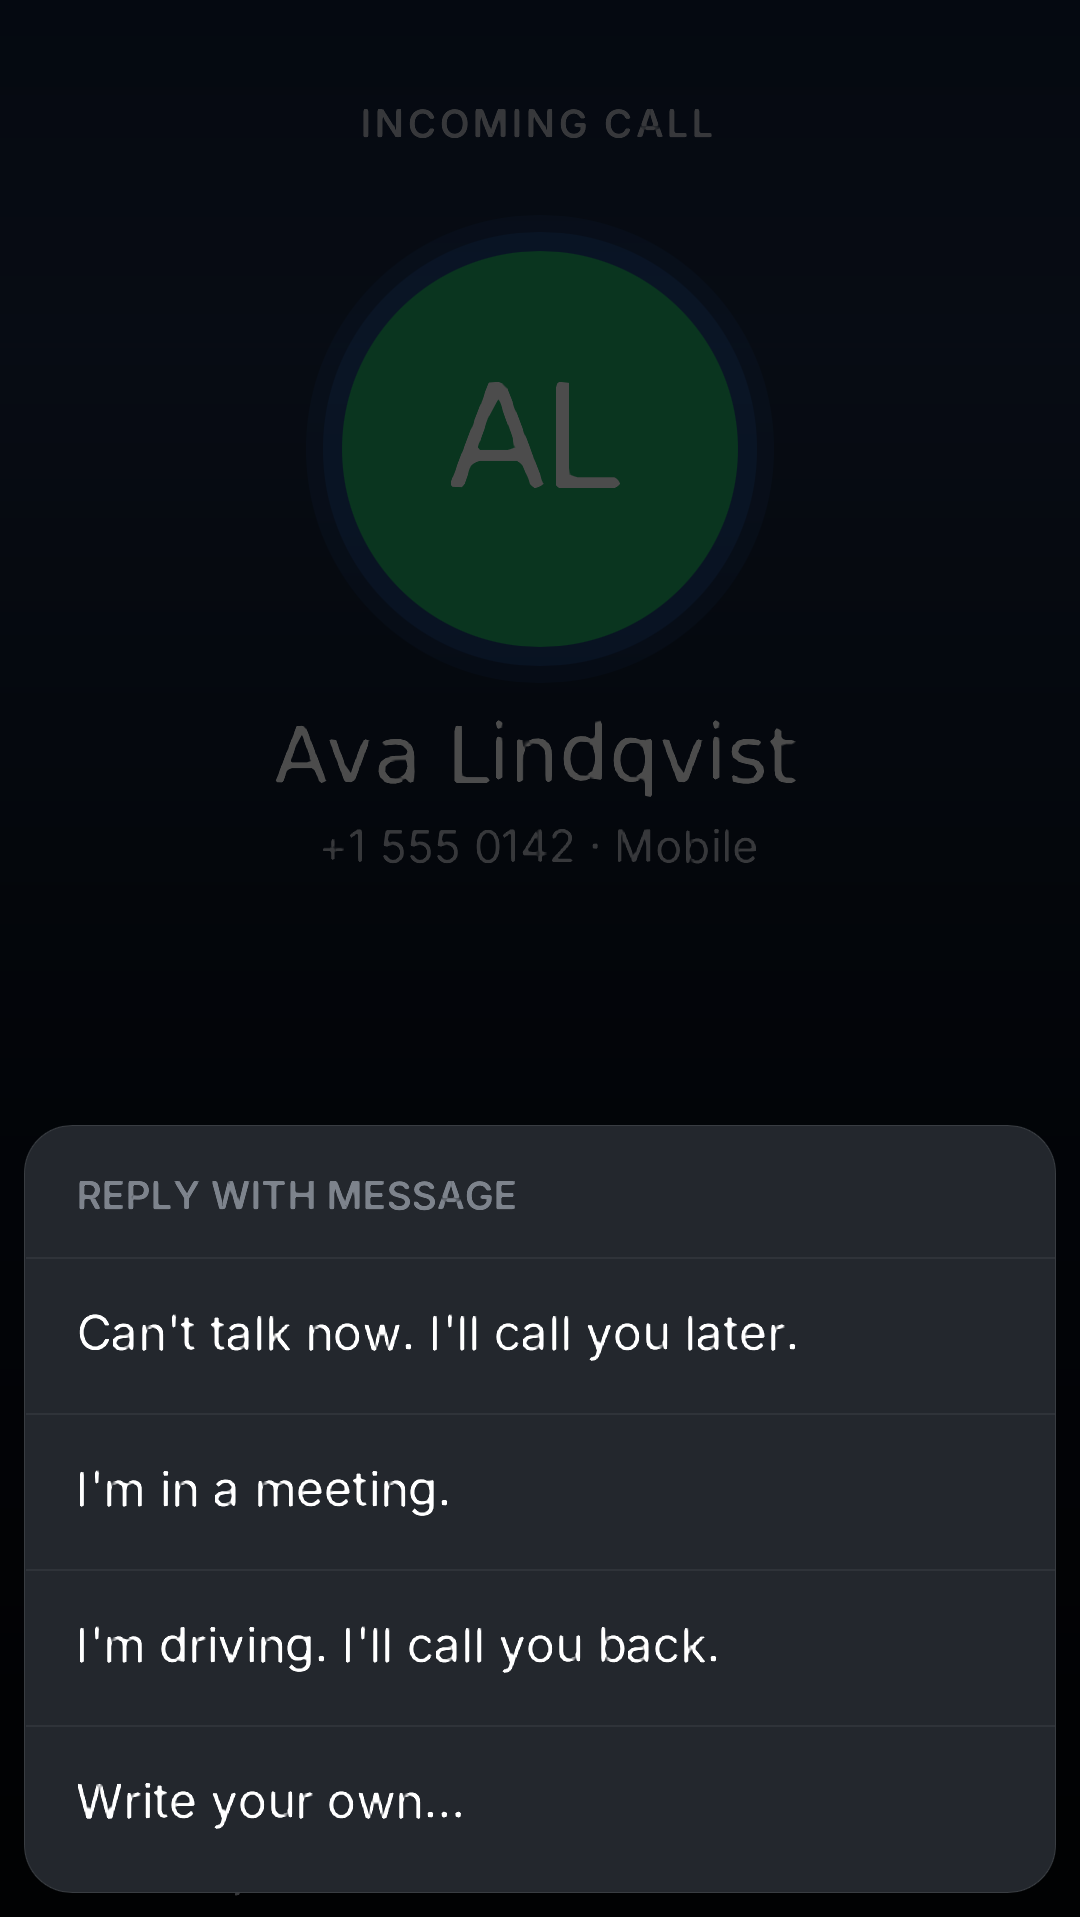 INCOMING CALL
AL
Ava Lindqvist
+1 555 0142 · Mobile
REPLY WITH MESSAGE
Can't talk now. I'll call you later.
I'm in a meeting.
I'm driving. I'll call you back.
Write your own...